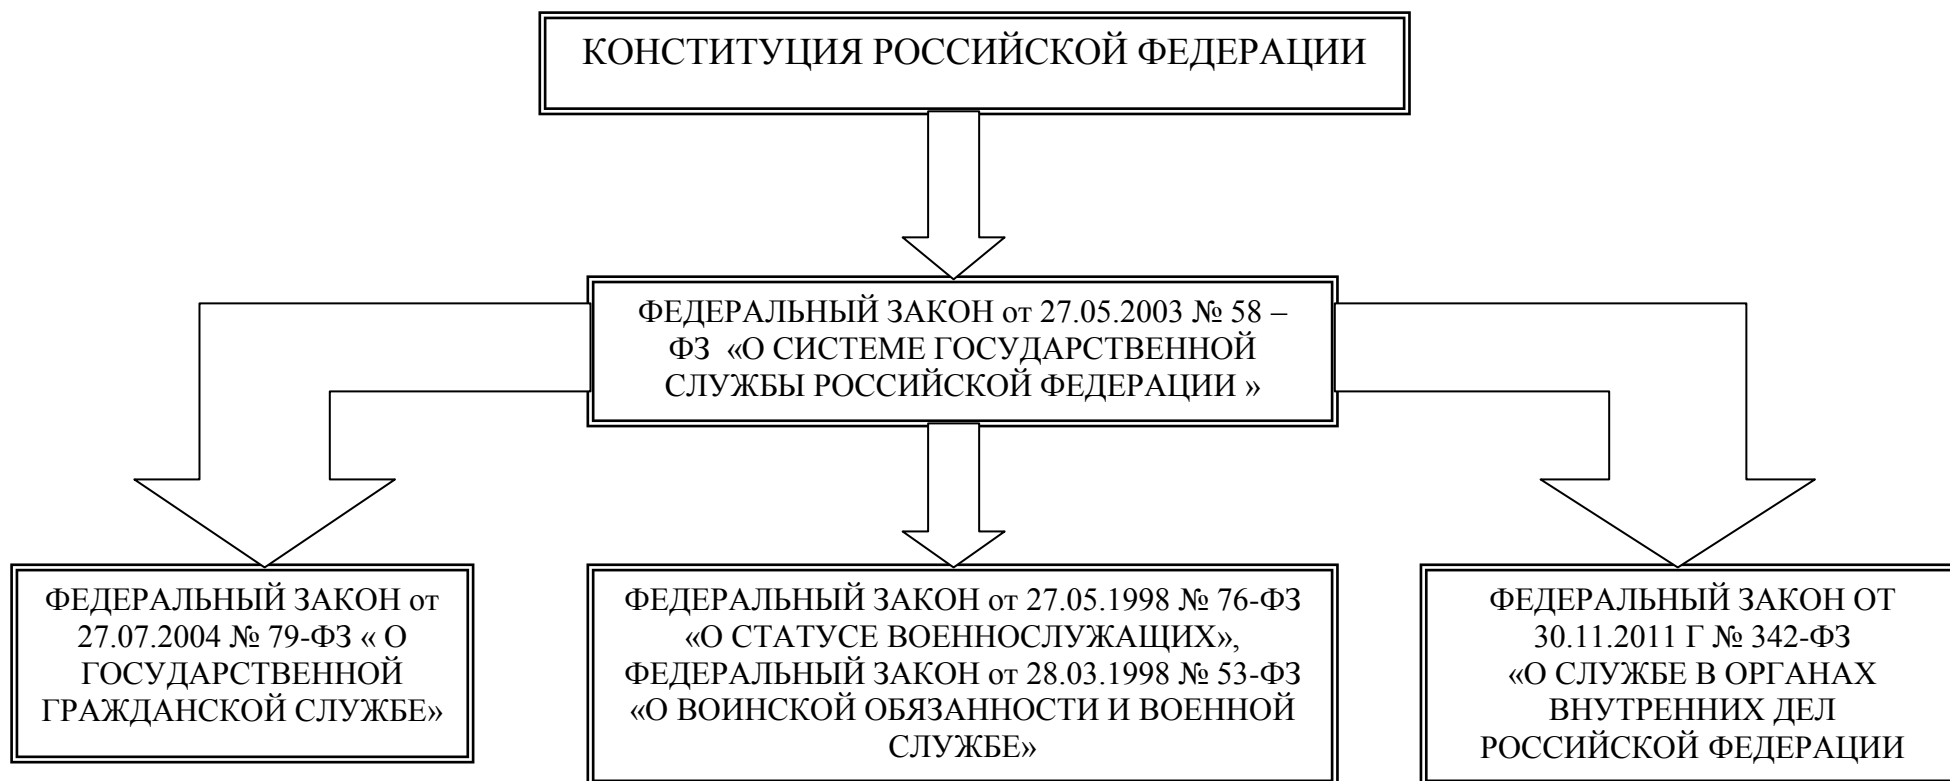 КОНСТИТУЦИЯ РОССИЙСКОЙ ФЕДЕРАЦИИ
ФЕДЕРАЛЬНЫЙ ЗАКОН от 27.05.2003 № 58 –
ФЗ «О СИСТЕМЕ ГОСУДАРСТВЕННОЙ
СЛУЖБЫ РОССИЙСКОЙ ФЕДЕРАЦИИ »
ФЕДЕРАЛЬНЫЙ ЗАКОН от
27.07.2004 № 79-ФЗ « О
ГОСУДАРСТВЕННОЙ
ГРАЖДАНСКОЙ СЛУЖБЕ»
ФЕДЕРАЛЬНЫЙ ЗАКОН от 27.05.1998 № 76-ФЗ
«О СТАТУСЕ ВОЕННОСЛУЖАЩИХ»,
ФЕДЕРАЛЬНЫЙ ЗАКОН от 28.03.1998 № 53-ФЗ
«О ВОИНСКОЙ ОБЯЗАННОСТИ И ВОЕННОЙ
СЛУЖБЕ»
ФЕДЕРАЛЬНЫЙ ЗАКОН ОТ
30.11.2011 Г № 342-ФЗ
«О СЛУЖБЕ В ОРГАНАХ
ВНУТРЕННИХ ДЕЛ
РОССИЙСКОЙ ФЕДЕРАЦИИ